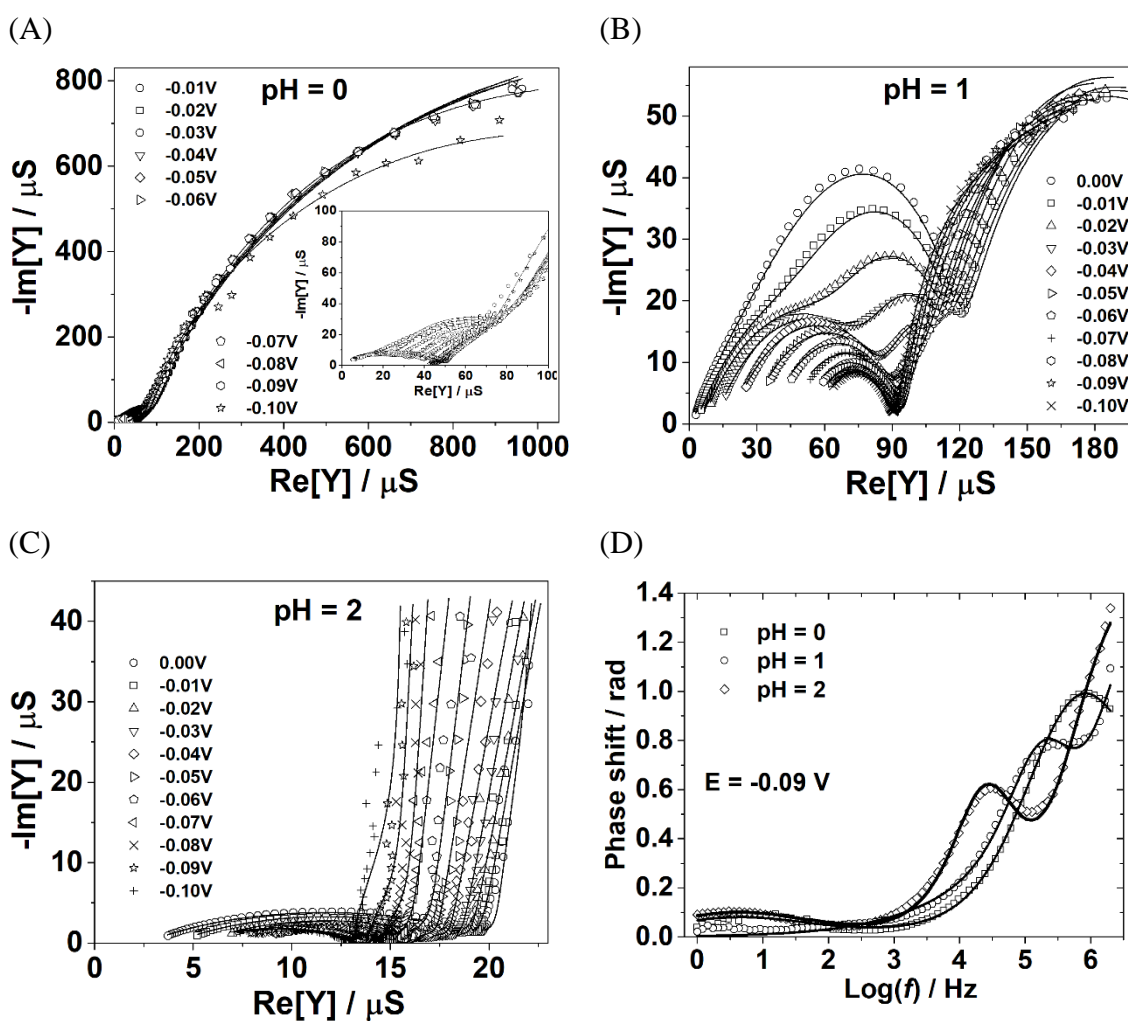 (A)
pH = 0
-Im[Y] / μS
800
600
400
200
0
-0.01V
-0.02V
-0.03V
-0.04V
-0.05V
-0.06V
-0.07V
-0.08V
-0.09V
-0.10V
-Im[Y] / μS
100
80
60
40
20
0
0 20 40 60 80 100
Re[Y] / μS
0 200 400 600 800 1000
Re[Y] / μS
(B)
pH = 1
-Im[Y] / μS
50
40
30
20
10
0
0.00V
-0.01V
-0.02V
-0.03V
-0.04V
-0.05V
-0.06V
-0.07V
-0.08V
-0.09V
-0.10V
0 30 60 90 120 150 180
Re[Y] / μS
(C)
pH = 2
-Im[Y] / μS
40
30
20
10
0
0.00V
-0.01V
-0.02V
-0.03V
-0.04V
-0.05V
-0.06V
-0.07V
-0.08V
-0.09V
-0.10V
0 5 10 15 20
Re[Y] / μS
(D)
Phase shift / rad
1.4
1.2
1.0
0.8
0.6
0.4
0.2
0.0
pH = 0
pH = 1
pH = 2
E = -0.09 V
0 1 2 3 4 5 6
Log(f) / Hz